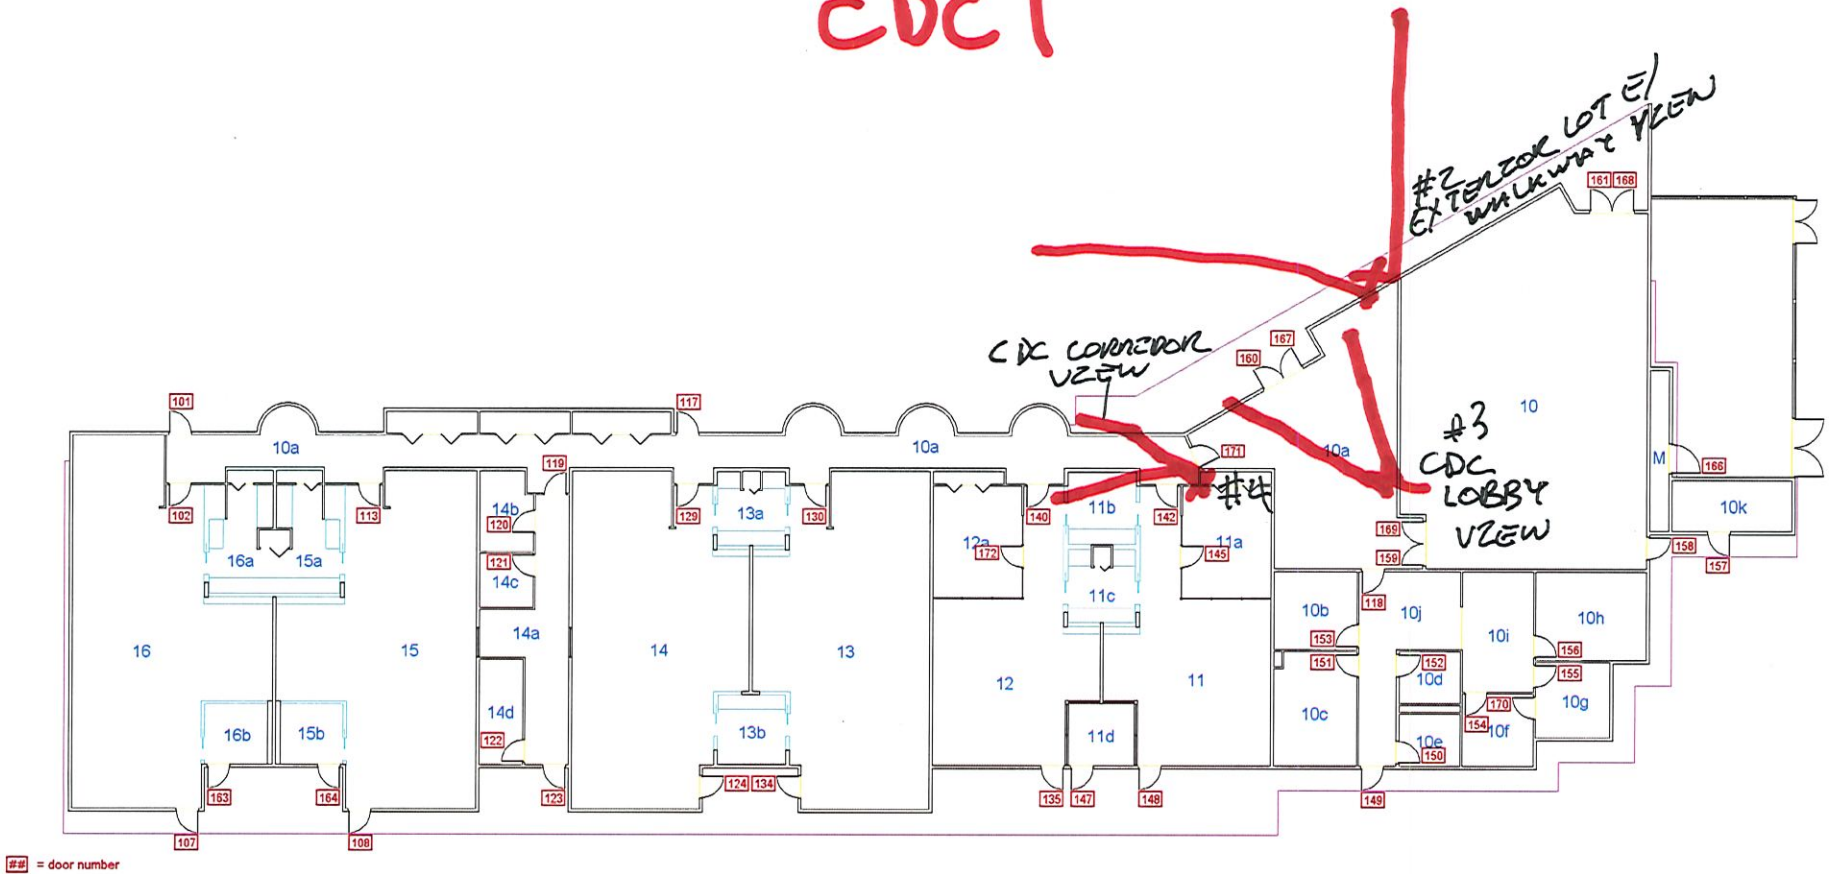 CDC 1
#2
EXTERIOR LOT E/
WALKWAY VIEW
161 168
CDC CORREDOR
VIEW
167
160
101
117
10
10a
10a
10a
#3
CDC
LOBBY
VIEW
171
#4
M
166
119
102
113
14b
120
129
13a
130
140
11b
142
10k
169
159
121
16a
15a
14c
12a
172
11a
145
158
157
11c
118
10b
10j
10h
153
10i
14a
16
15
14
13
12
11
151
152
156
155
10d
10c
10g
170
154
10f
14d
122
16b
15b
13b
11d
10e
150
163
164
123
124 134
135
147
148
149
107
108
## = door number